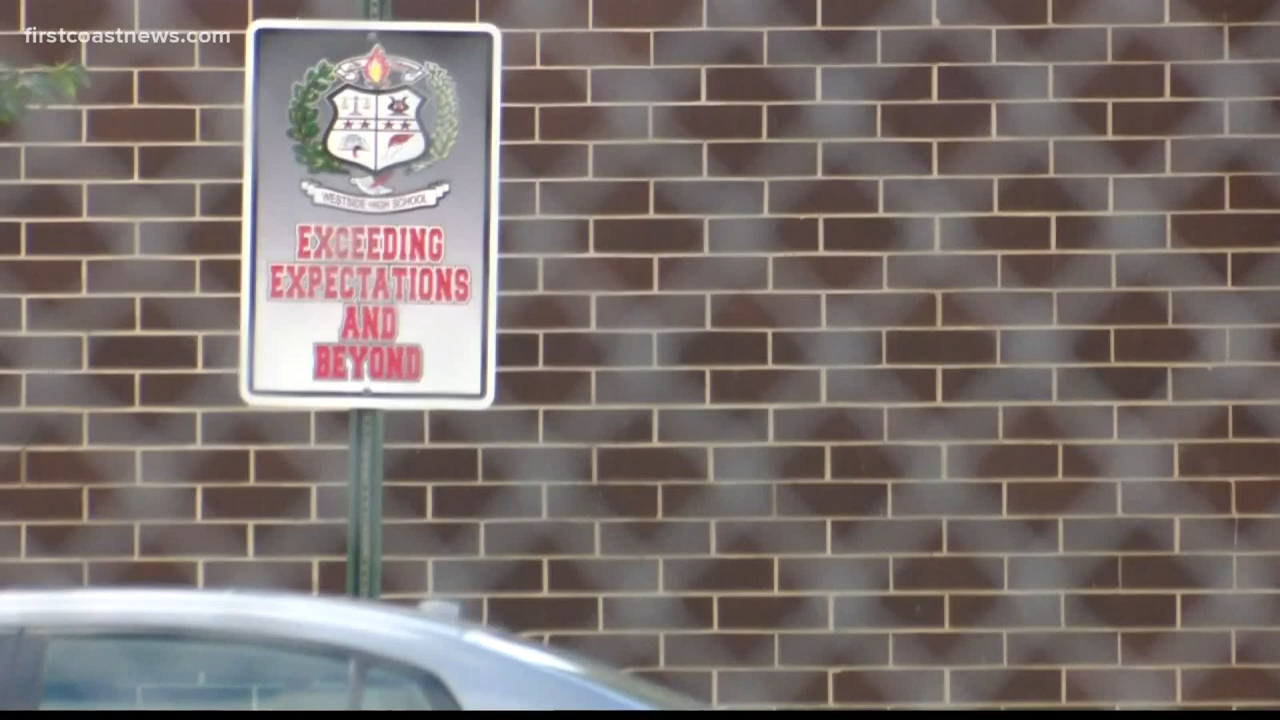 firstcoastnews.com
WESTSIDE HIGH SCHOOL
EXCEEDING
EXPECTATIONS
AND
BEYOND